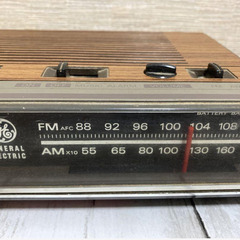 BATTERY BA
FM AFC 88 92 96 100 104 108
GE
GENERAL
ELECTRIC
AM X10 55 65 80 100 130 160